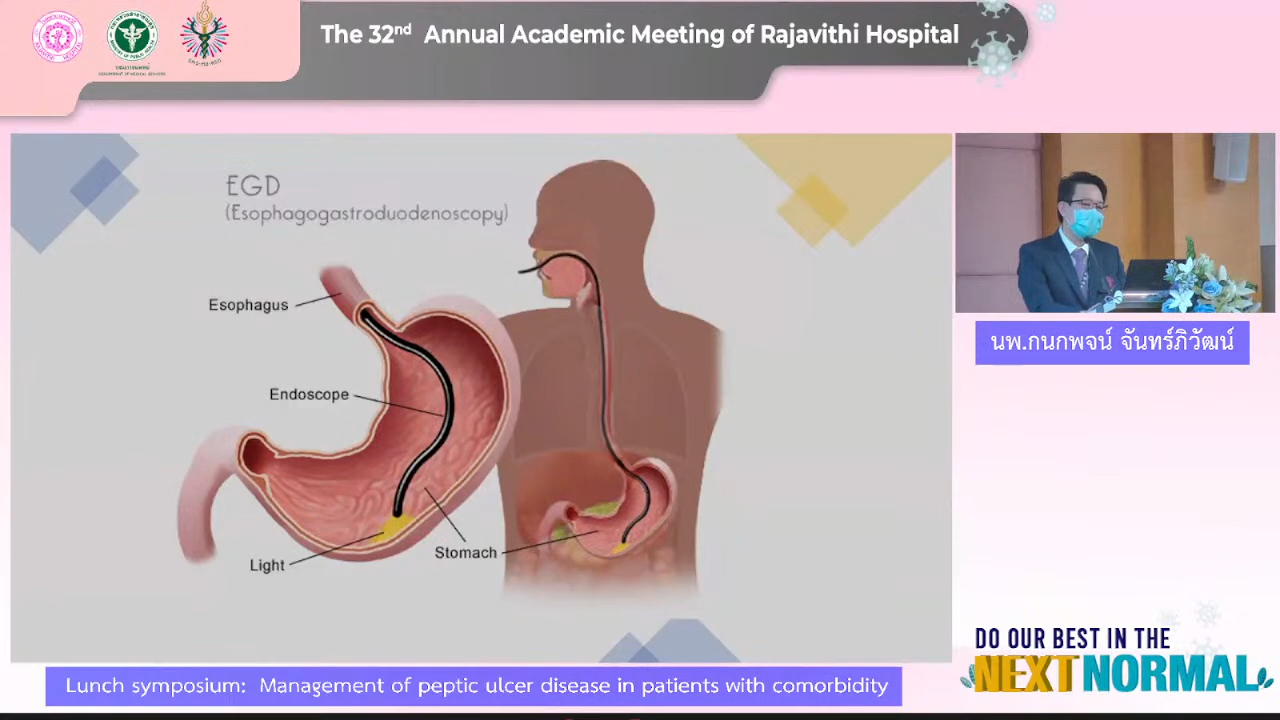 The 32nd Annual Academic Meeting of Rajavithi Hospital
EGD
(Esophagogastroduodenoscopy)
Esophagus
Endoscope
Light
Stomach
นพ.กนกพจน์ จันทร์ภิวัฒน์
DO OUR BEST IN THE
NEXT NORMAL
Lunch symposium: Management of peptic ulcer disease in patients with comorbidity